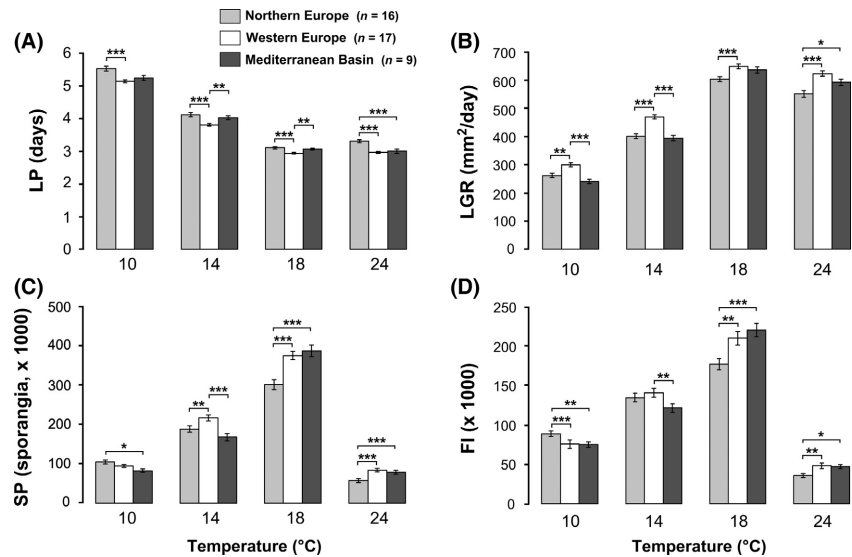 Northern Europe (n = 16)
Western Europe (n = 17)
Mediterranean Basin (n = 9)
(A)
LP (days)
6
5
4
3
2
1
0
***
*** **
*** **
***
***
10 14 18 24
(B)
LGR (mm²/day)
700
600
500
400
300
200
100
0
** ***
*** ***
***
*
***
10 14 18 24
(C)
SP (sporangia, x 1000)
500
400
300
200
100
0
*
** ***
***
***
***
***
10 14 18 24
Temperature (°C)
(D)
FI (x 1000)
250
200
150
100
50
0
**
***
**
***
**
*
**
10 14 18 24
Temperature (°C)